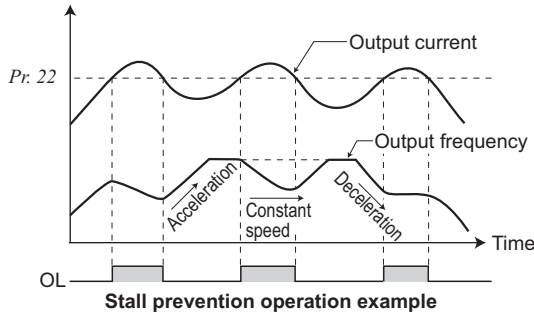 Output current
Pr. 22
Output frequency
Acceleration
Constant
speed
Deceleration
Time
OL
Stall prevention operation example